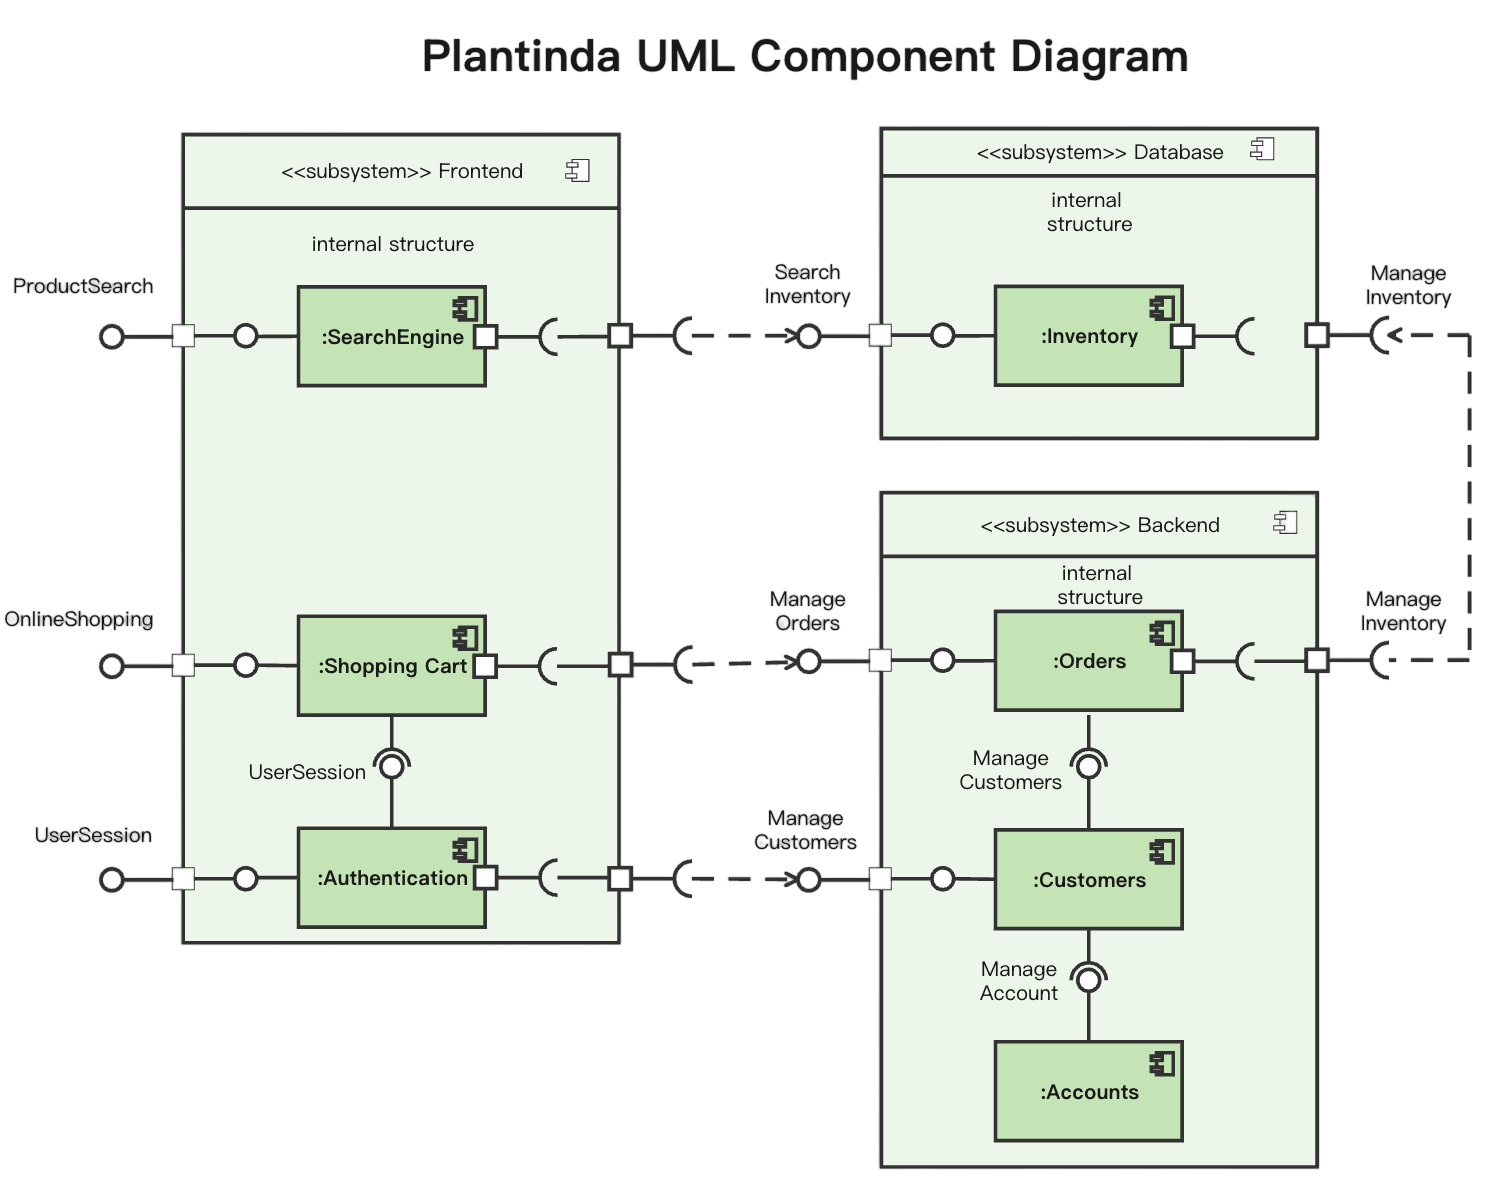 Plantinda UML Component Diagram
<<subsystem>> Frontend
internal structure
ProductSearch
:SearchEngine
OnlineShopping
:Shopping Cart
UserSession
UserSession
:Authentication
Search
Inventory
Manage
Orders
Manage
Customers
<<subsystem>> Database
internal
structure
:Inventory
Manage
Inventory
<<subsystem>> Backend
internal
structure
:Orders
Manage
Inventory
Manage
Customers
:Customers
Manage
Account
:Accounts